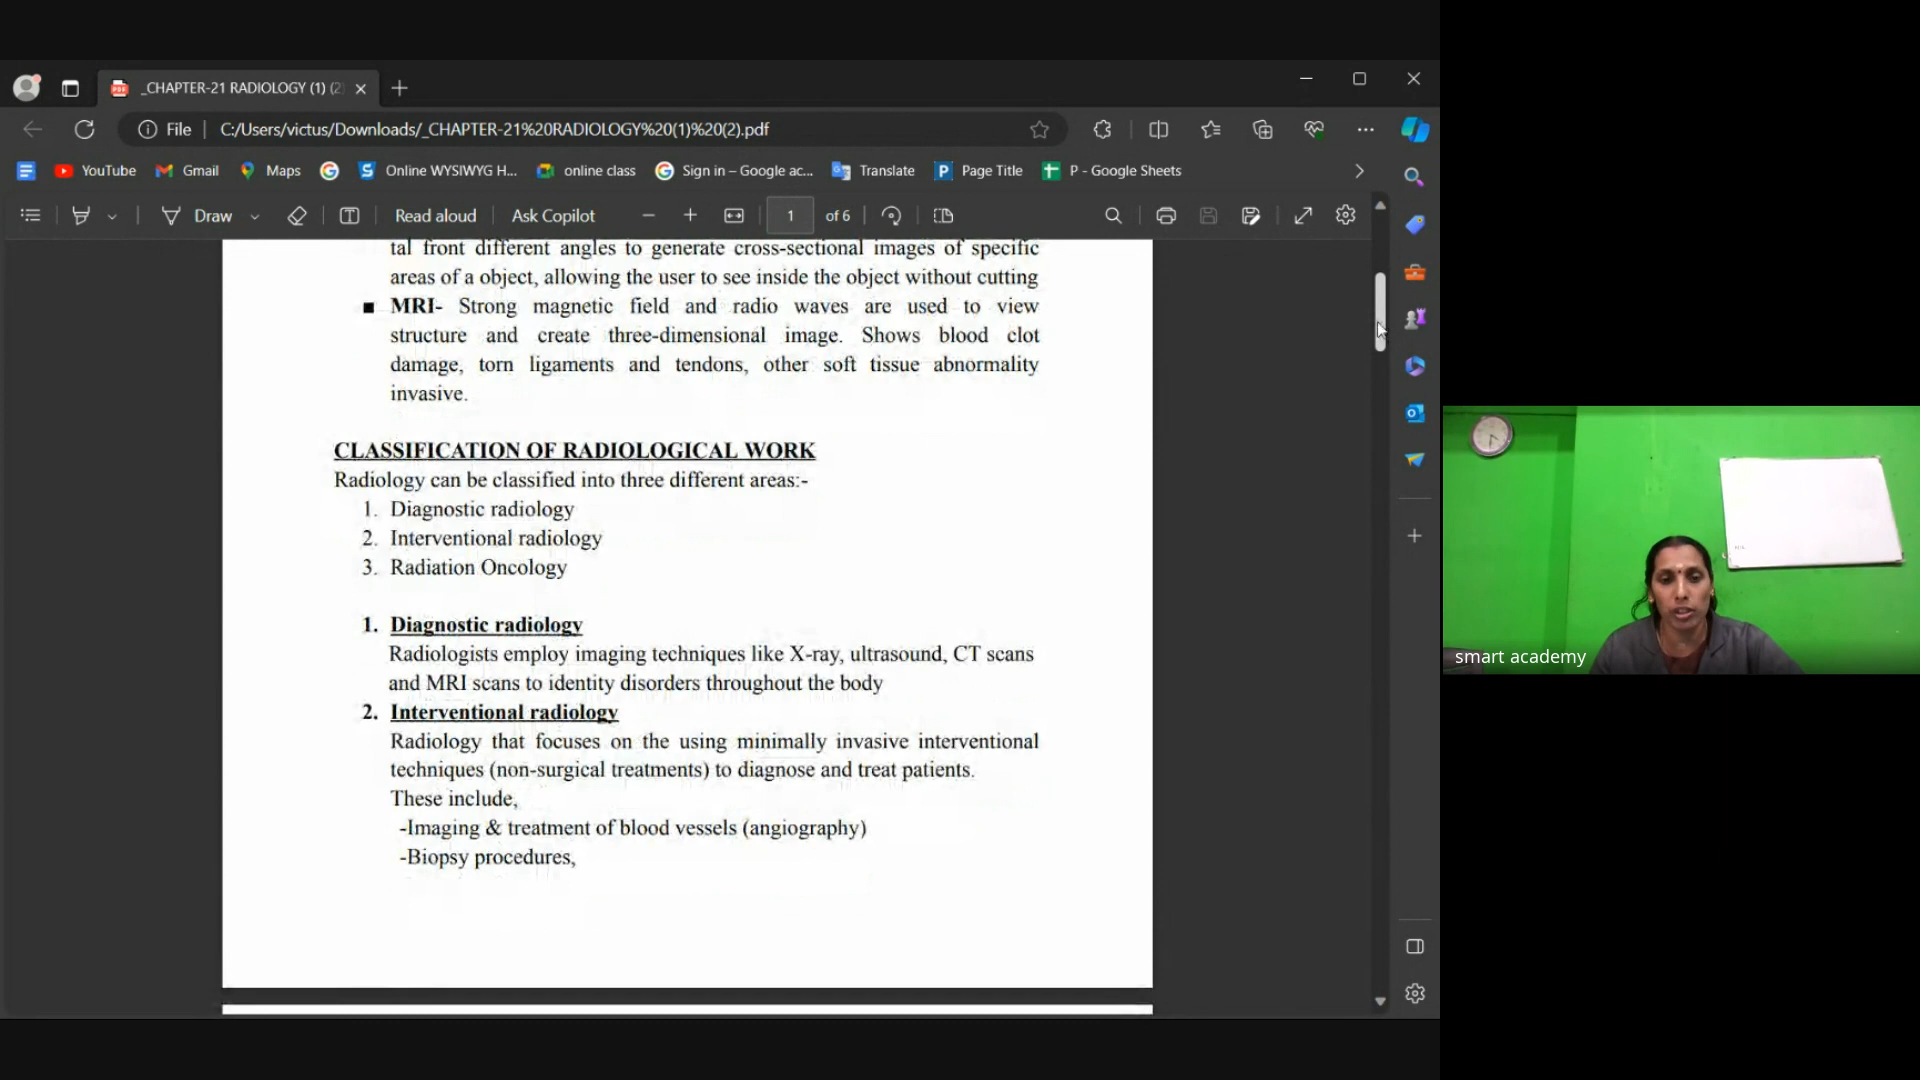 _CHAPTER-21 RADIOLOGY (1) (2)
File
C:/Users/victus/Downloads/_CHAPTER-21%20RADIOLOGY%20(1)%20(2).pdf
YouTube
Gmail
Maps
Online WYSIWYG H...
online class
Sign in – Google ac...
Translate
Page Title
P - Google Sheets
Draw
Read aloud
Ask Copilot
1
of 6
tal front different angles to generate cross-sectional images of specific
areas of a object, allowing the user to see inside the object without cutting
■ MRI- Strong magnetic field and radio waves are used to view
structure and create three-dimensional image. Shows blood clot
damage, torn ligaments and tendons, other soft tissue abnormality
invasive.
CLASSIFICATION OF RADIOLOGICAL WORK
Radiology can be classified into three different areas:-
1. Diagnostic radiology
2. Interventional radiology
3. Radiation Oncology
1. Diagnostic radiology
Radiologists employ imaging techniques like X-ray, ultrasound, CT scans
and MRI scans to identity disorders throughout the body
2. Interventional radiology
Radiology that focuses on the using minimally invasive interventional
techniques (non-surgical treatments) to diagnose and treat patients.
These include,
-Imaging & treatment of blood vessels (angiography)
-Biopsy procedures,
smart academy